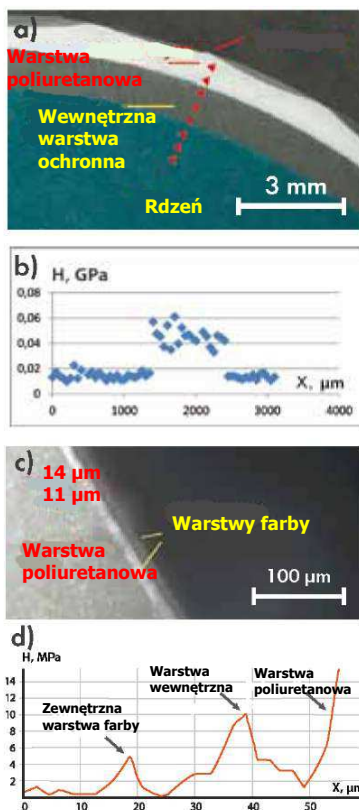 a)
Warstwa
poliuretanowa
Wewnętrzna
warstwa
ochronna
Rdzeń
3 mm
b)
H, GPa
0,08
0,06
0,04
0,02
0
0
1000
2000
3000
4000
X, µm
c)
14 µm
11 µm
Warstwy farby
Warstwa
poliuretanowa
100 µm
d)
H, MPa
14
12
10
8
6
4
2
0
Zewnętrzna
warstwa farby
Warstwa
wewnętrzna
Warstwa
poliuretanowa
0
10
20
30
40
50
X, µm